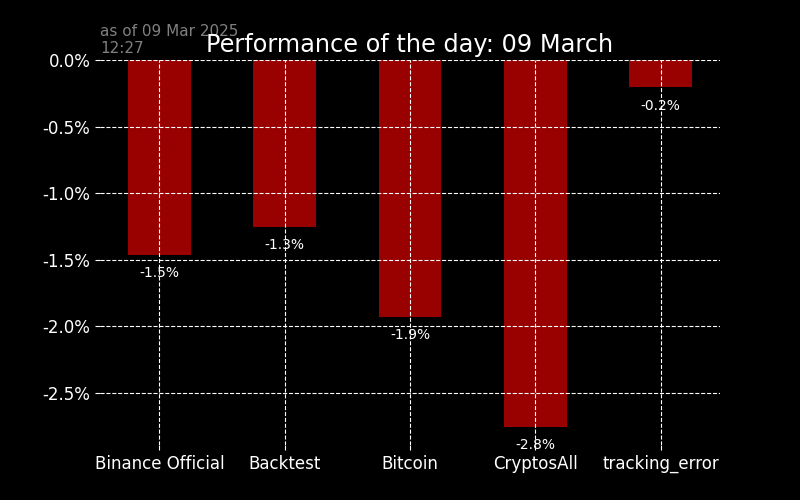 as of 09 Mar 2025
12:27
Performance of the day: 09 March
0.0%
-0.5%
-1.0%
-1.5%
-2.0%
-2.5%
-1.5%
-1.3%
-1.9%
-2.8%
-0.2%
Binance Official
Backtest
Bitcoin
CryptosAll
tracking_error